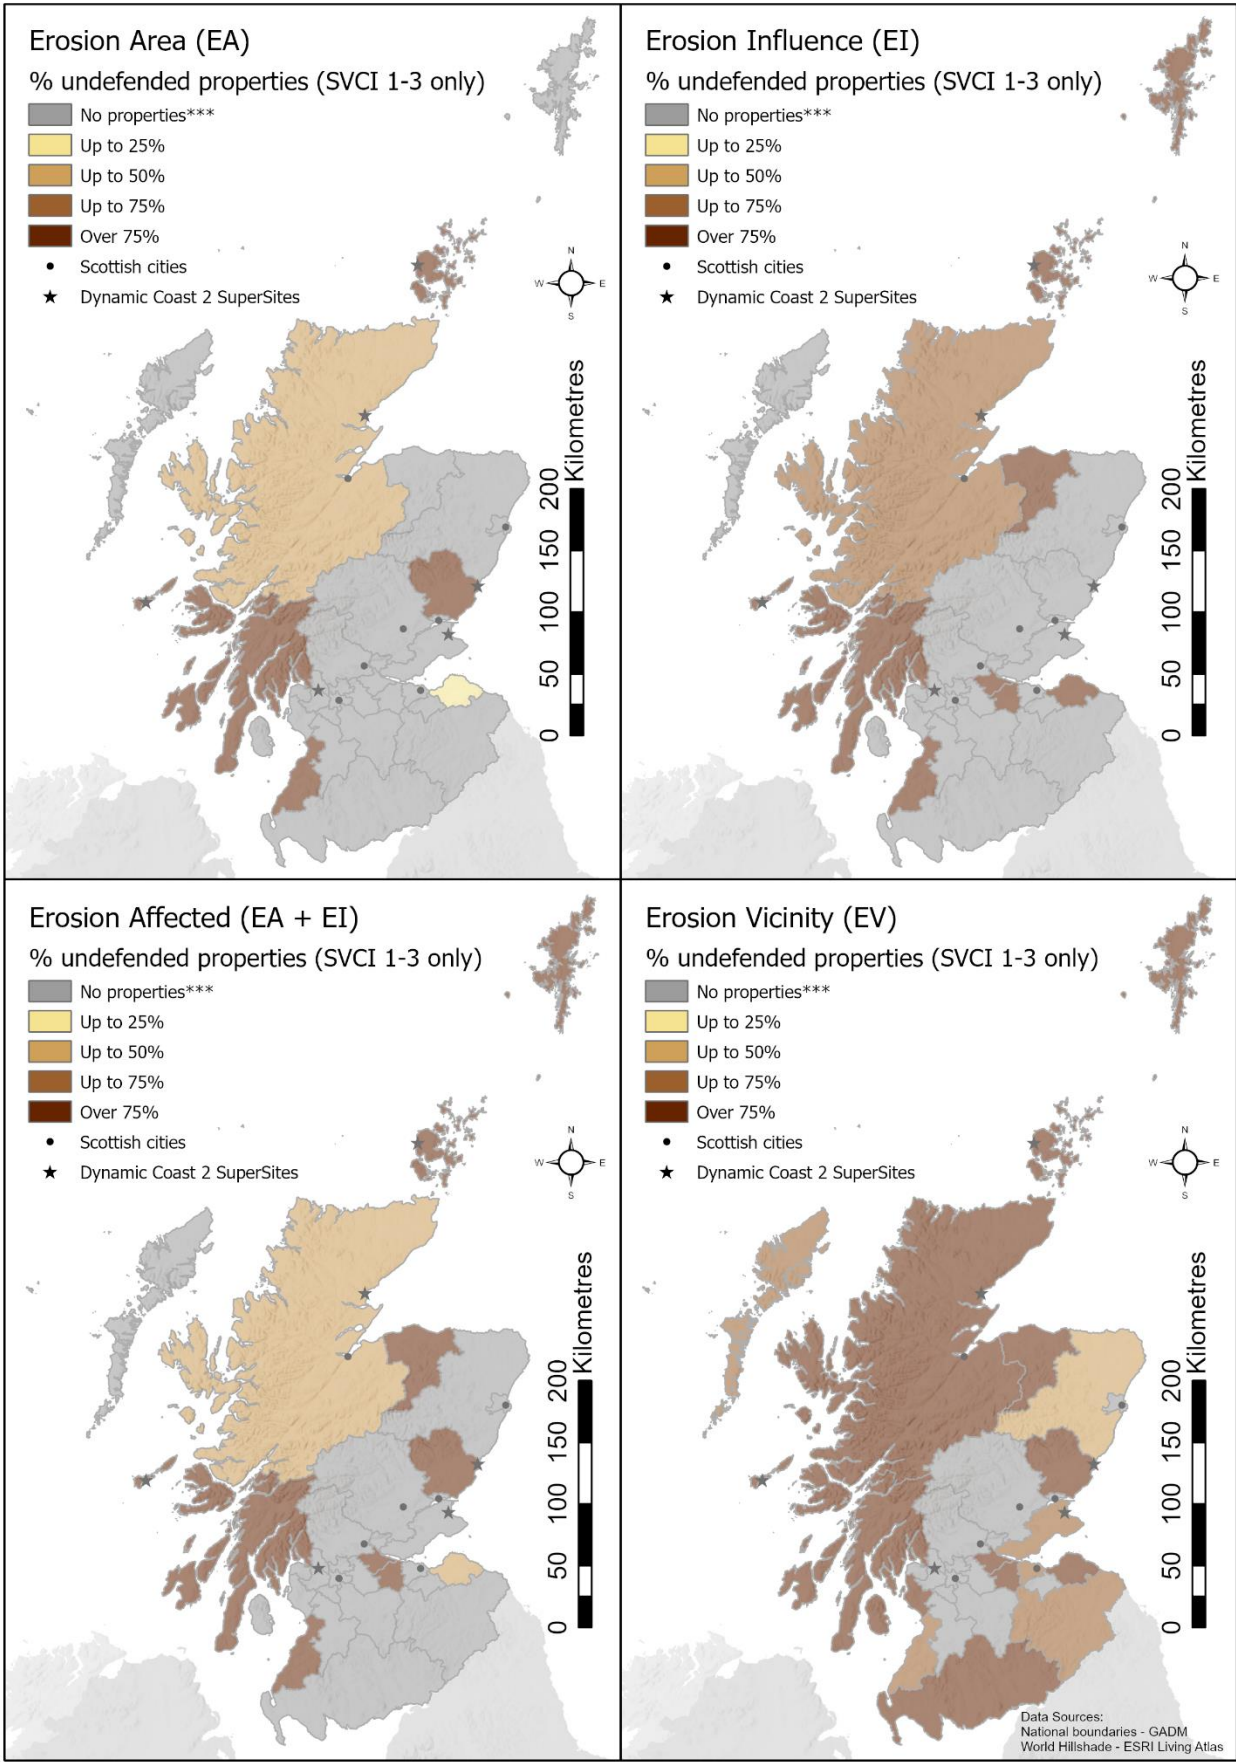 Erosion Area (EA)
% undefended properties (SVCI 1-3 only)
No properties***
Up to 25%
Up to 50%
Up to 75%
Over 75%
Scottish cities
Dynamic Coast 2 SuperSites
N
W E
S
0 50 100 150 200
Kilometres
Erosion Influence (EI)
% undefended properties (SVCI 1-3 only)
No properties***
Up to 25%
Up to 50%
Up to 75%
Over 75%
Scottish cities
Dynamic Coast 2 SuperSites
N
W E
S
0 50 100 150 200
Kilometres
Erosion Affected (EA + EI)
% undefended properties (SVCI 1-3 only)
No properties***
Up to 25%
Up to 50%
Up to 75%
Over 75%
Scottish cities
Dynamic Coast 2 SuperSites
N
W E
S
0 50 100 150 200
Kilometres
Erosion Vicinity (EV)
% undefended properties (SVCI 1-3 only)
No properties***
Up to 25%
Up to 50%
Up to 75%
Over 75%
Scottish cities
Dynamic Coast 2 SuperSites
N
W E
S
0 50 100 150 200
Kilometres
Data Sources:
National boundaries - GADM
World Hillshade - ESRI Living Atlas